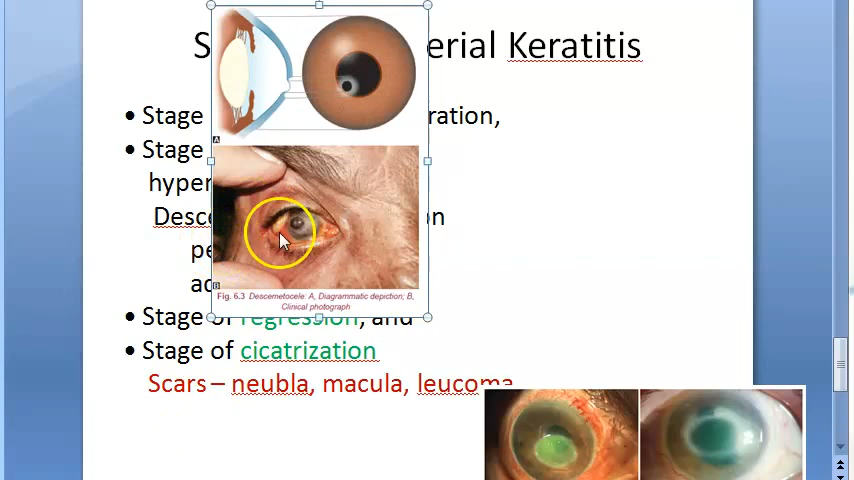 S erial Keratitis
• Stage ration,
• Stage
hyper
Desce on
pe
ac
A
B
Fig. 6.3 Descemetocele: A, Diagrammatic depiction; B,
Clinical photograph
• Stage of regression, and
• Stage of cicatrization
Scars – neubla, macula, leucoma